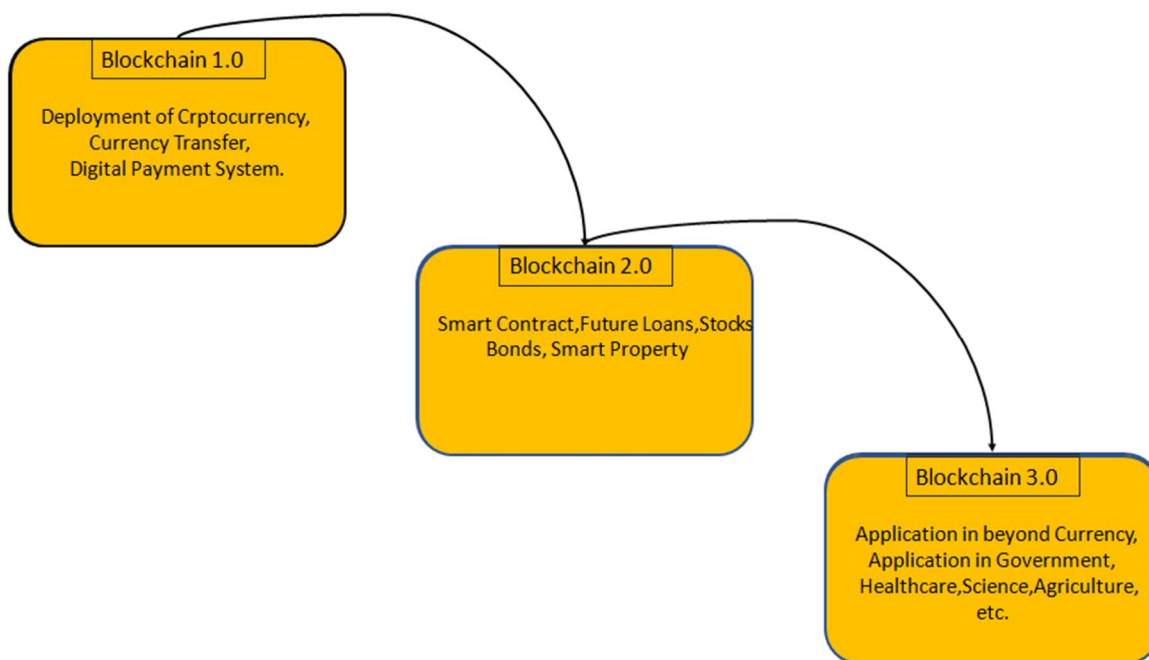 Blockchain 1.0
Deployment of Crptocurrency,
Currency Transfer,
Digital Payment System.
Blockchain 2.0
Smart Contract,Future Loans,Stocks
Bonds, Smart Property
Blockchain 3.0
Application in beyond Currency,
Application in Government,
Healthcare,Science,Agriculture,
etc.